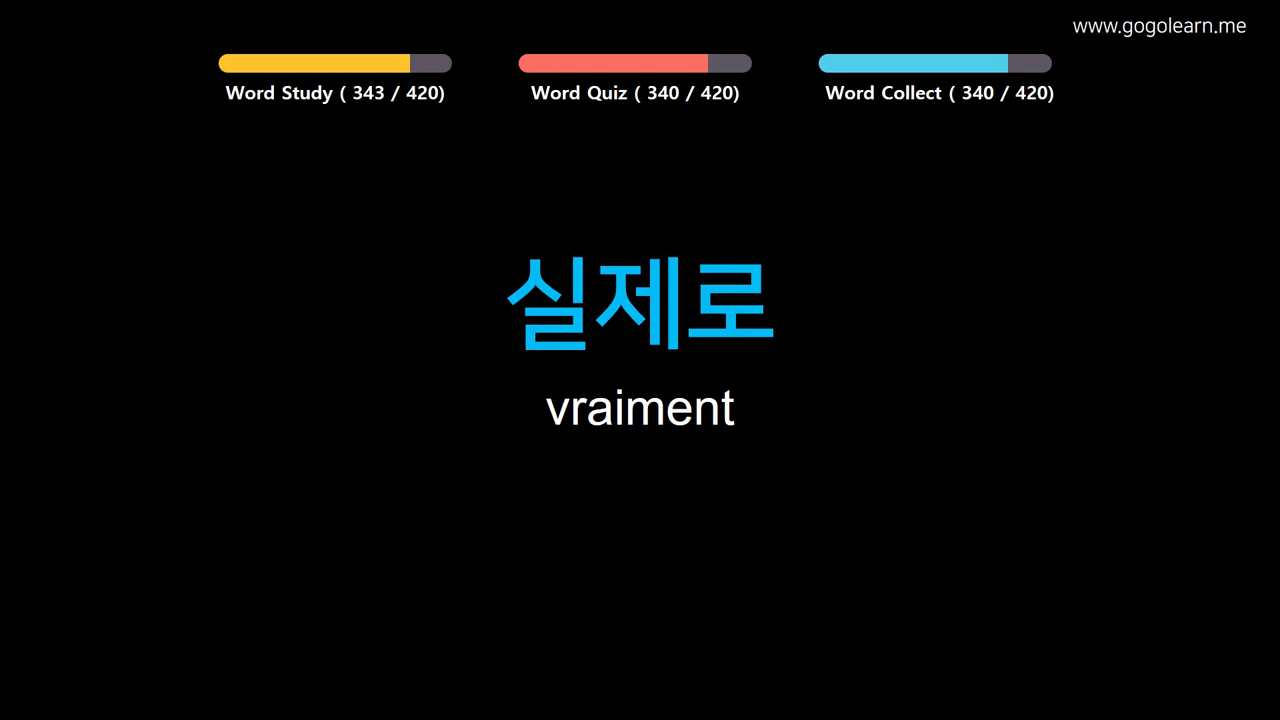 www.gogolearn.me
Word Study ( 343 / 420)
Word Quiz ( 340 / 420)
Word Collect ( 340 / 420)
실제로
vraiment